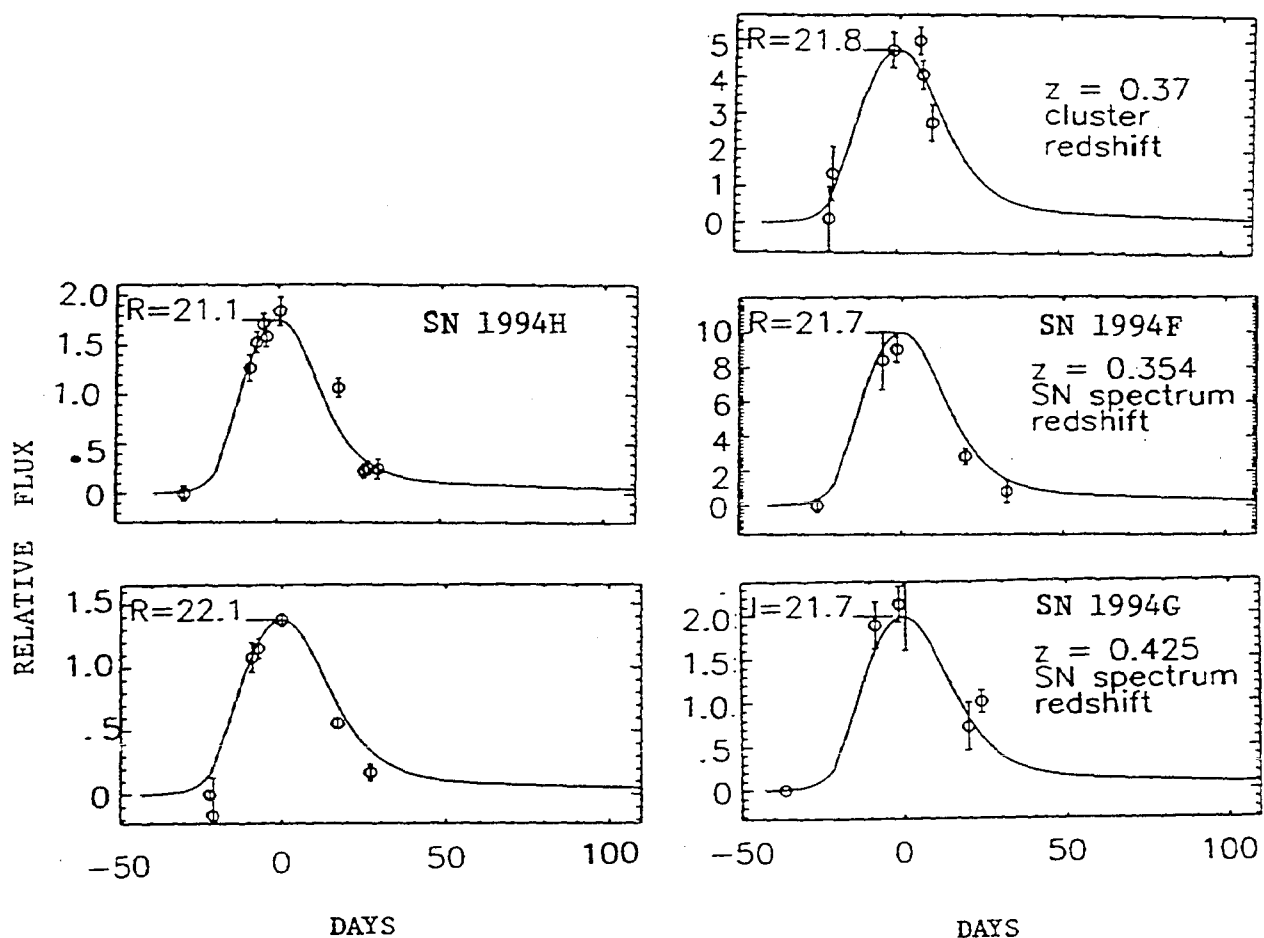 R=21.8
z = 0.37
cluster
redshift
5
4
3
2
1
0
R=21.1
SN 1994H
2.0
1.5
1.0
.5
0
R=21.7
SN 1994F
z = 0.354
SN spectrum
redshift
10
8
6
4
2
0
R=22.1
1.5
1.0
.5
0
-50
0
50
100
DAYS
I=21.7
SN 1994G
z = 0.425
SN spectrum
redshift
2.0
1.5
1.0
.5
0
-50
0
50
100
DAYS
RELATIVE FLUX